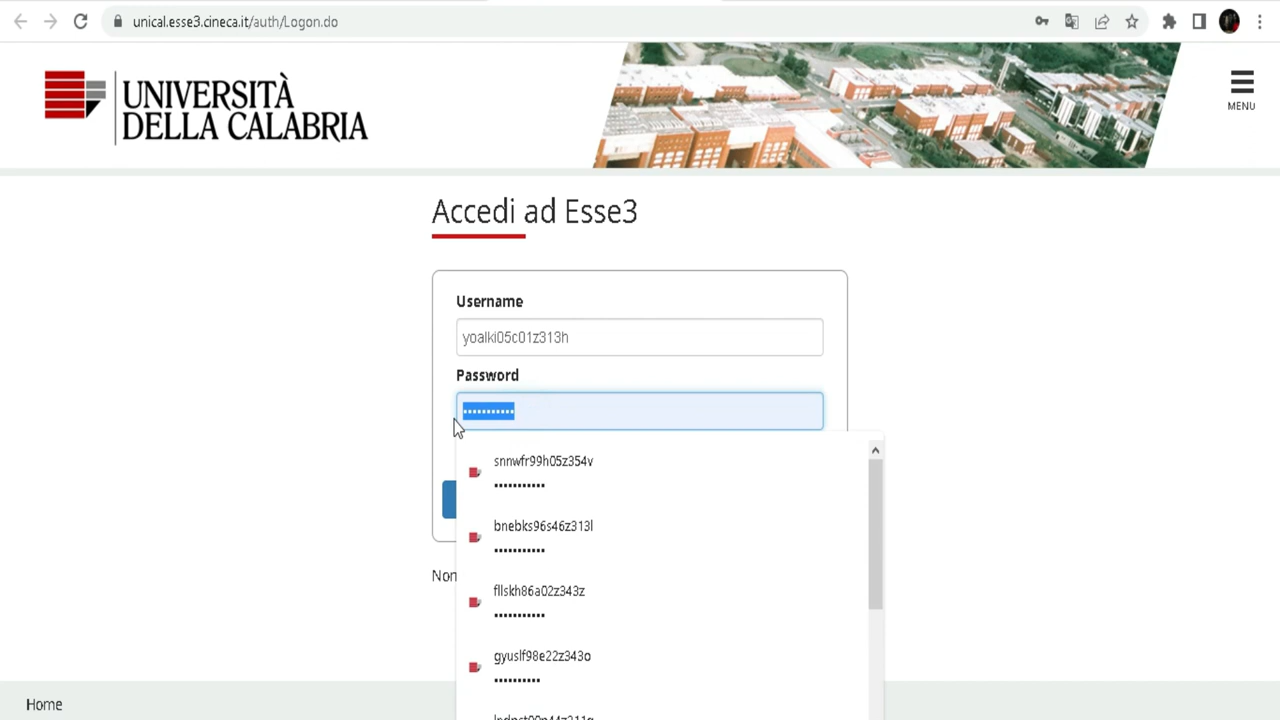 unical.esse3.cineca.it/auth/Logon.do
UNIVERSITÀ
DELLA CALABRIA
MENU
Accedi ad Esse3
Username
yoalki05c01z313h
Password
•••••••••••
snnwfr99h05z354v
•••••••••••
bnebks96s46z313l
•••••••••••
fllskh86a02z343z
•••••••••••
gyuslf98e22z343o
••••••••••
Non
Home